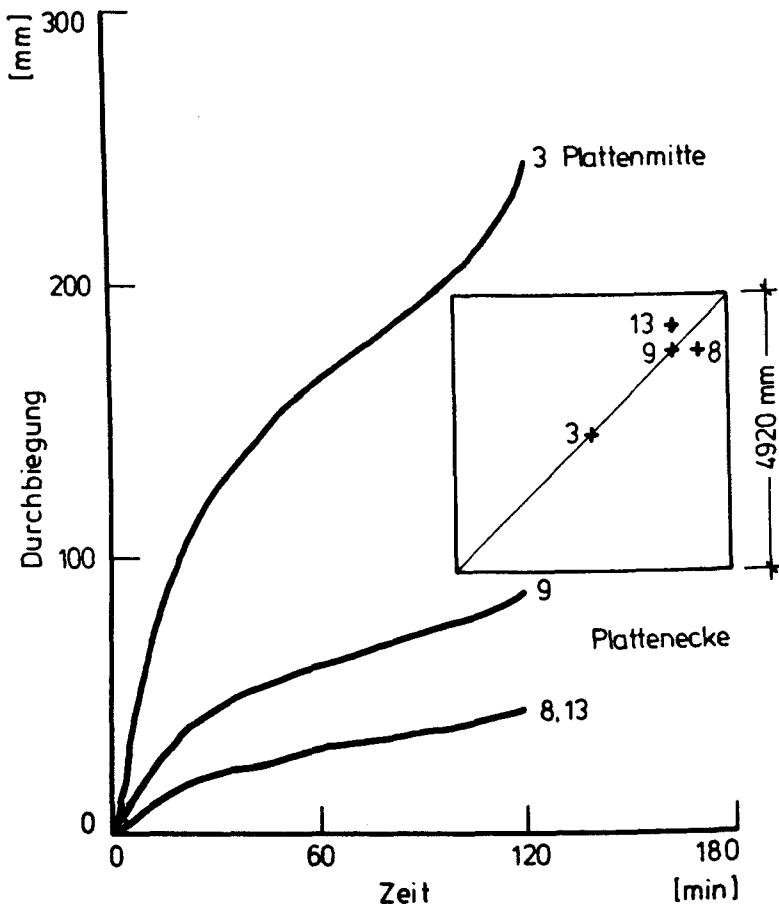 300
[mm]
200
100
0
Durchbiegung
3 Plattenmitte
13
9
8
3
4920 mm
9
Plattenecke
8,13
0
60
120
180
Zeit
[min]